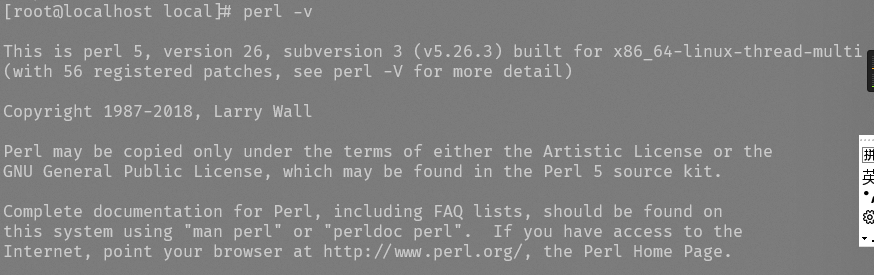 [root@localhost local]# perl -v
This is perl 5, version 26, subversion 3 (v5.26.3) built for x86_64-linux-thread-multi
(with 56 registered patches, see perl -V for more detail)
Copyright 1987-2018, Larry Wall
Perl may be copied only under the terms of either the Artistic License or the
GNU General Public License, which may be found in the Perl 5 source kit.
Complete documentation for Perl, including FAQ lists, should be found on
this system using "man perl" or "perldoc perl".  If you have access to the
Internet, point your browser at http://www.perl.org/, the Perl Home Page.
拼
英